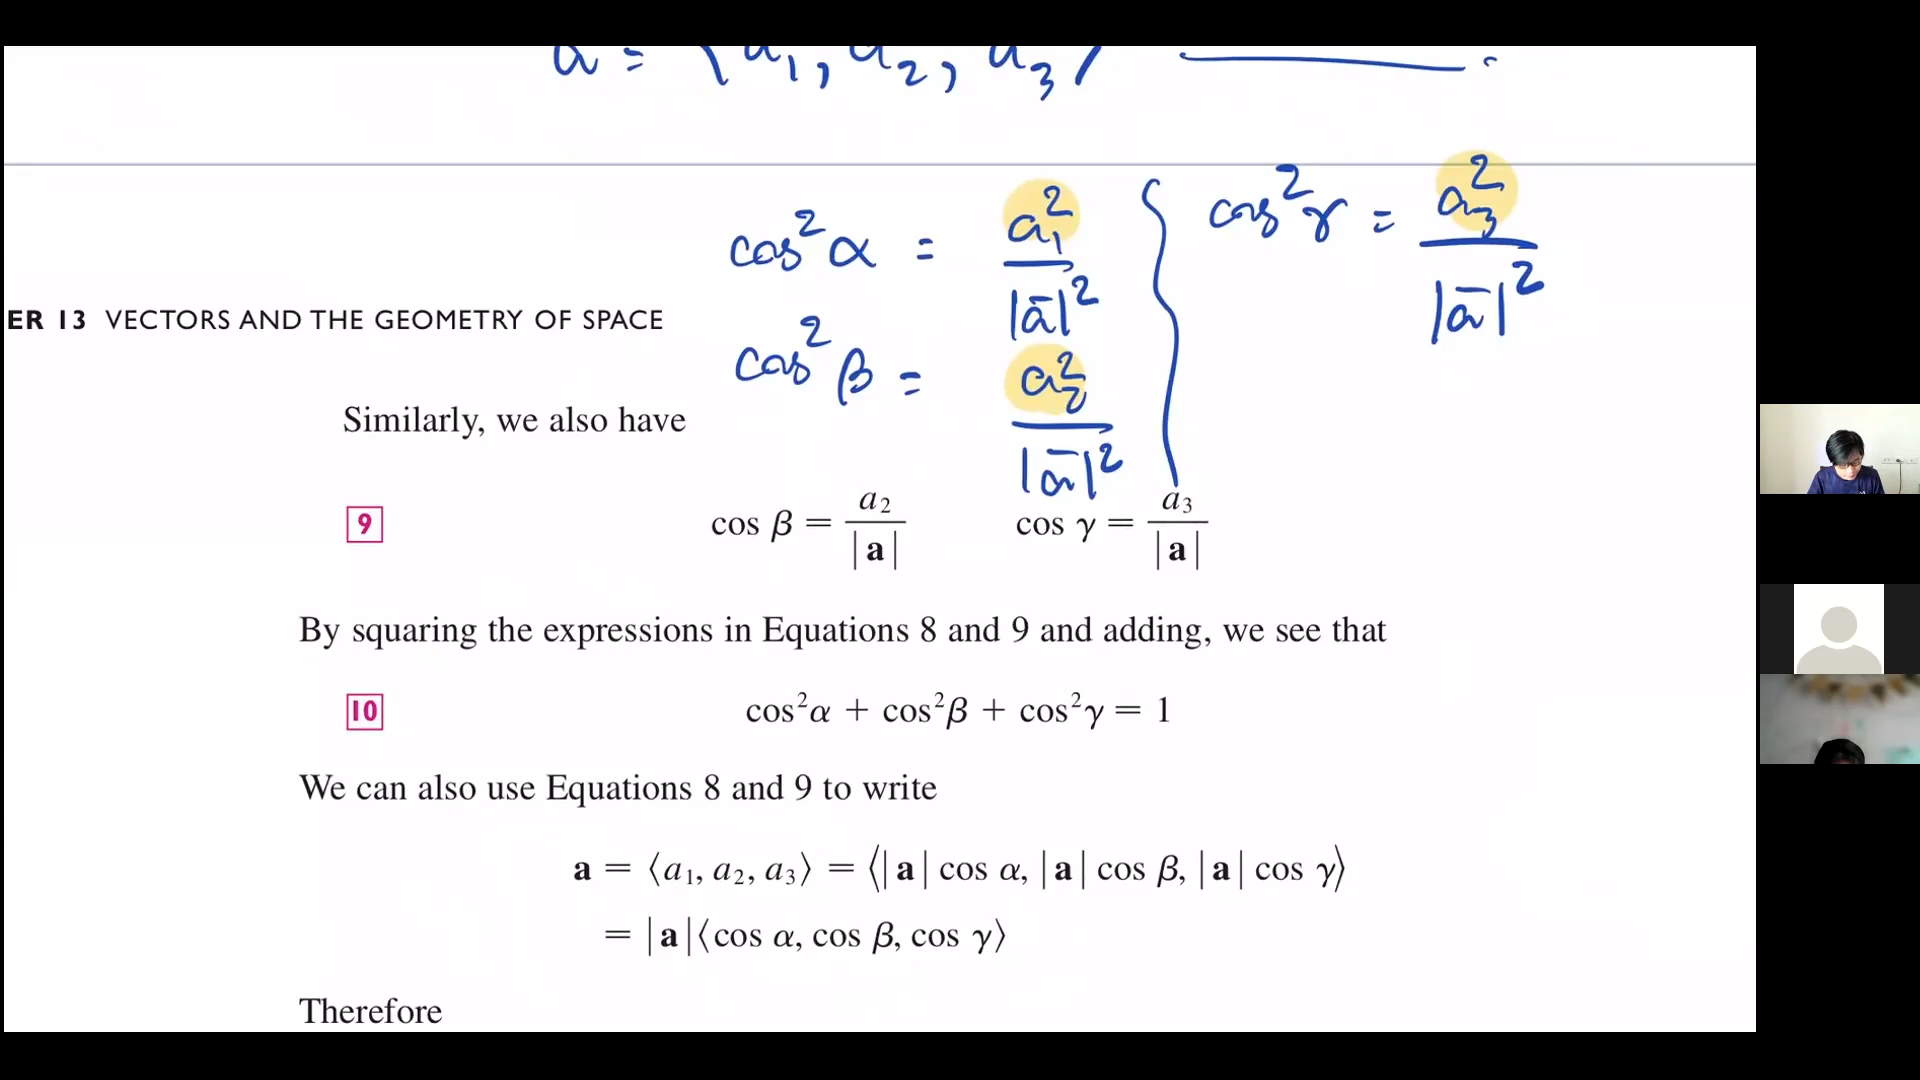 a = ⟨a₁, a₂, a₃⟩
cos² α = a₁² / |ā|²
cos² γ = a₃² / |ā|²
ER 13 VECTORS AND THE GEOMETRY OF SPACE
cos² β = a₂² / |ā|²
Similarly, we also have
9 cos β = a₂ / |a| cos γ = a₃ / |a|
By squaring the expressions in Equations 8 and 9 and adding, we see that
10 cos²α + cos²β + cos²γ = 1
We can also use Equations 8 and 9 to write
a = ⟨a₁, a₂, a₃⟩ = ⟨|a| cos α, |a| cos β, |a| cos γ⟩
= |a|⟨cos α, cos β, cos γ⟩
Therefore